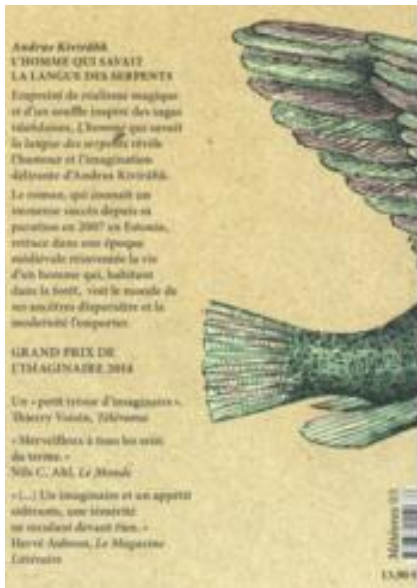 Andrus Kivirähk
L'HOMME QUI SAVAIT
LA LANGUE DES SERPENTS
Empreint de réalisme magique
et d'un souffle inspiré des sagas
islandaises, L'homme qui savait
la langue des serpents révèle
l'humour et l'imagination
délirante d'Andrus Kivirähk.
Le roman, qui connaît un
immense succès depuis sa
parution en 2007 en Estonie,
retrace dans une époque
médiévale réinventée la vie
d'un homme qui, habitant
dans la forêt, voit le monde de
ses ancêtres disparaître et la
modernité l'emporter.
GRAND PRIX DE
L'IMAGINAIRE 2014
Un « petit trésor d'imaginaire ».
Thierry Voisin, Télérama
« Merveilleux à tous les sens
du terme. »
Nils C. Ahl, Le Monde
« (...) Un imaginaire et un appétit
sidérants, une témérité
ne reculant devant rien. »
Hervé Aubron, Le Magazine
Littéraire
Météores
13,90 €